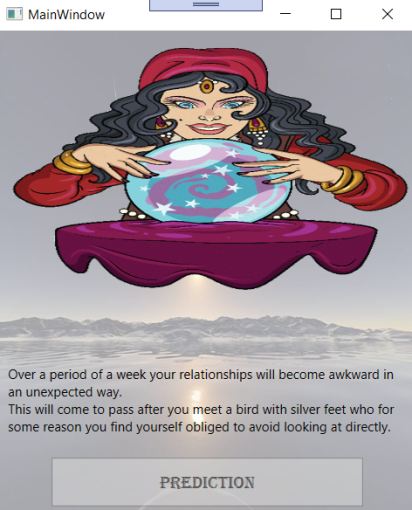 MainWindow
Over a period of a week your relationships will become awkward in
an unexpected way.
This will come to pass after you meet a bird with silver feet who for
some reason you find yourself obliged to avoid looking at directly.
PREDICTION